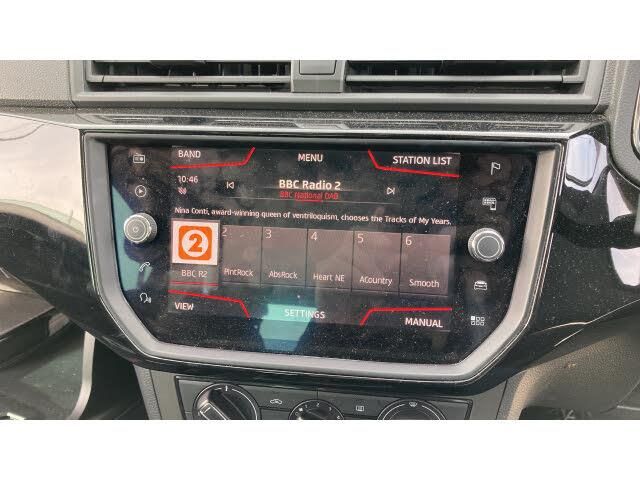 BAND
MENU
STATION LIST
10:46
BBC Radio 2
BBC National DAB
Nina Conti, award-winning queen of ventriloquism, chooses the Tracks of My Years.
2 2 3 4 5 6
BBC R2 PlntRock AbsRock Heart NE ACountry Smooth
VIEW
SETTINGS
MANUAL